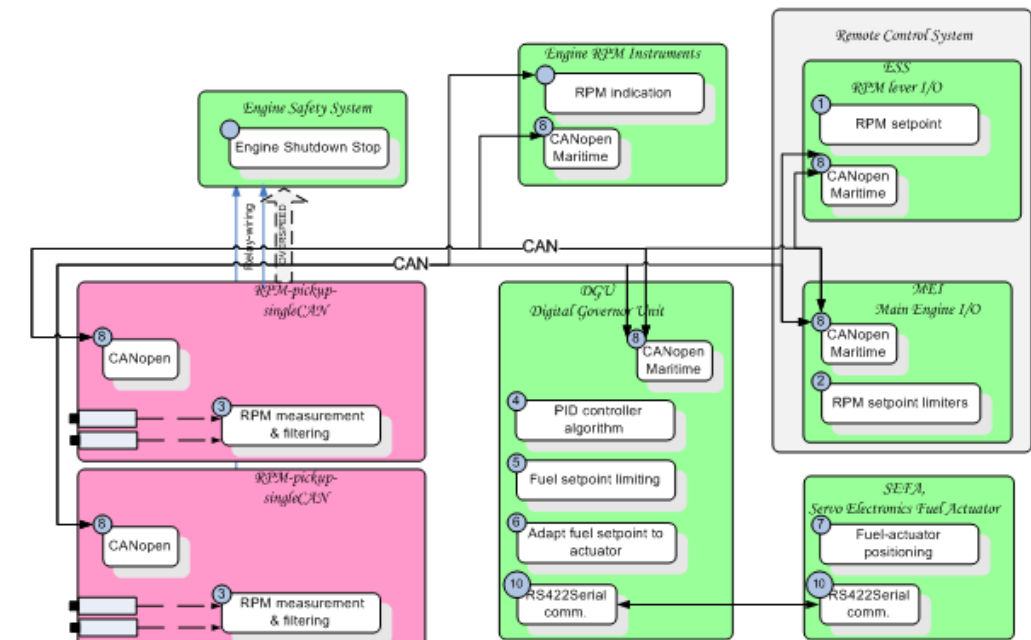 Remote Control System
ESS
RPM lever I/O
1
RPM setpoint
8
CANopen
Maritime
Engine RPM Instruments
RPM indication
8
CANopen
Maritime
Engine Safety System
Engine Shutdown Stop
Relay-wiring
OVERSPEED
CAN
CAN
RPM-pickup-
singleCAN
8
CANopen
3
RPM measurement
& filtering
RPM-pickup-
singleCAN
8
CANopen
3
RPM measurement
& filtering
DGU
Digital Governor Unit
8
CANopen
Maritime
4
PID controller
algorithm
5
Fuel setpoint limiting
6
Adapt fuel setpoint to
actuator
10
RS422Serial
comm.
MEI
Main Engine I/O
8
CANopen
Maritime
2
RPM setpoint limiters
SEFA,
Servo Electronics Fuel Actuator
7
Fuel-actuator
positioning
10
RS422Serial
comm.